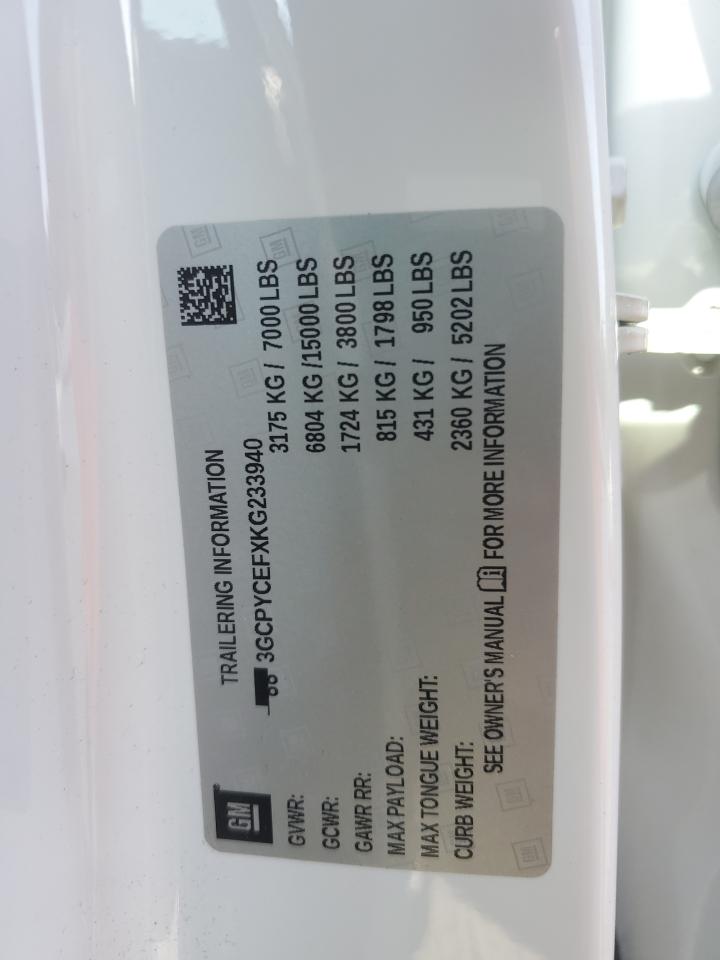 GM
TRAILERING INFORMATION
3GCPYCEFXKG233940
GVWR: 3175 KG / 7000 LBS
GCWR: 6804 KG /15000 LBS
GAWR RR: 1724 KG / 3800 LBS
MAX PAYLOAD: 815 KG / 1798 LBS
MAX TONGUE WEIGHT: 431 KG / 950 LBS
CURB WEIGHT: 2360 KG / 5202 LBS
SEE OWNER'S MANUAL FOR MORE INFORMATION